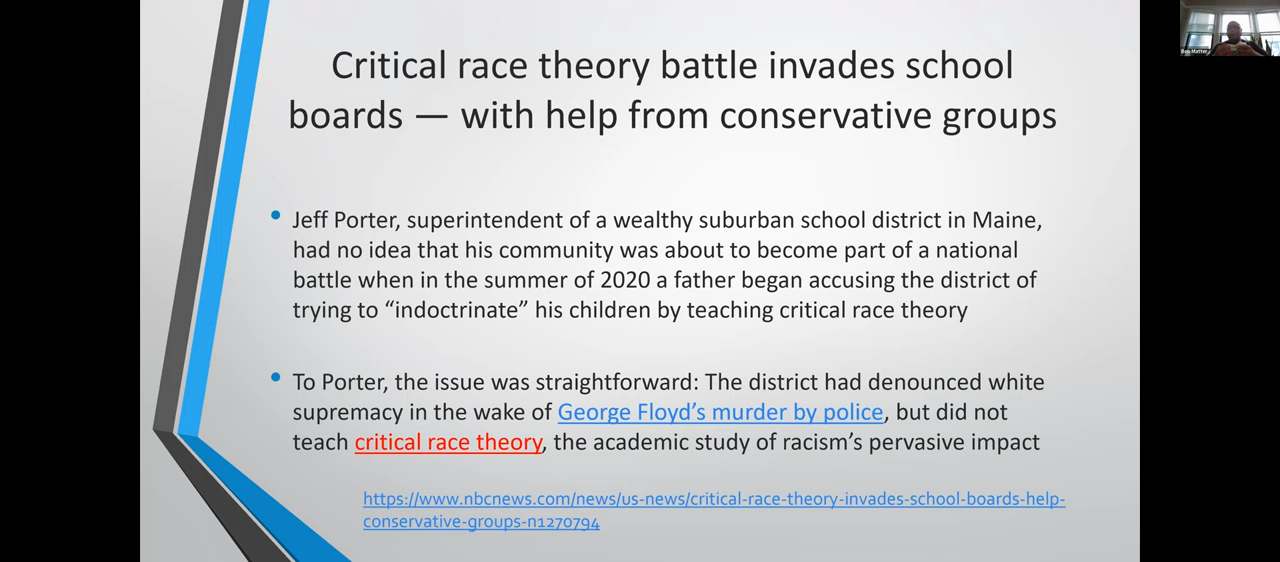 Critical race theory battle invades school
boards — with help from conservative groups
• Jeff Porter, superintendent of a wealthy suburban school district in Maine,
had no idea that his community was about to become part of a national
battle when in the summer of 2020 a father began accusing the district of
trying to “indoctrinate” his children by teaching critical race theory
• To Porter, the issue was straightforward: The district had denounced white
supremacy in the wake of George Floyd’s murder by police, but did not
teach critical race theory, the academic study of racism’s pervasive impact
https://www.nbcnews.com/news/us-news/critical-race-theory-invades-school-boards-help-
conservative-groups-n1270794
Matter